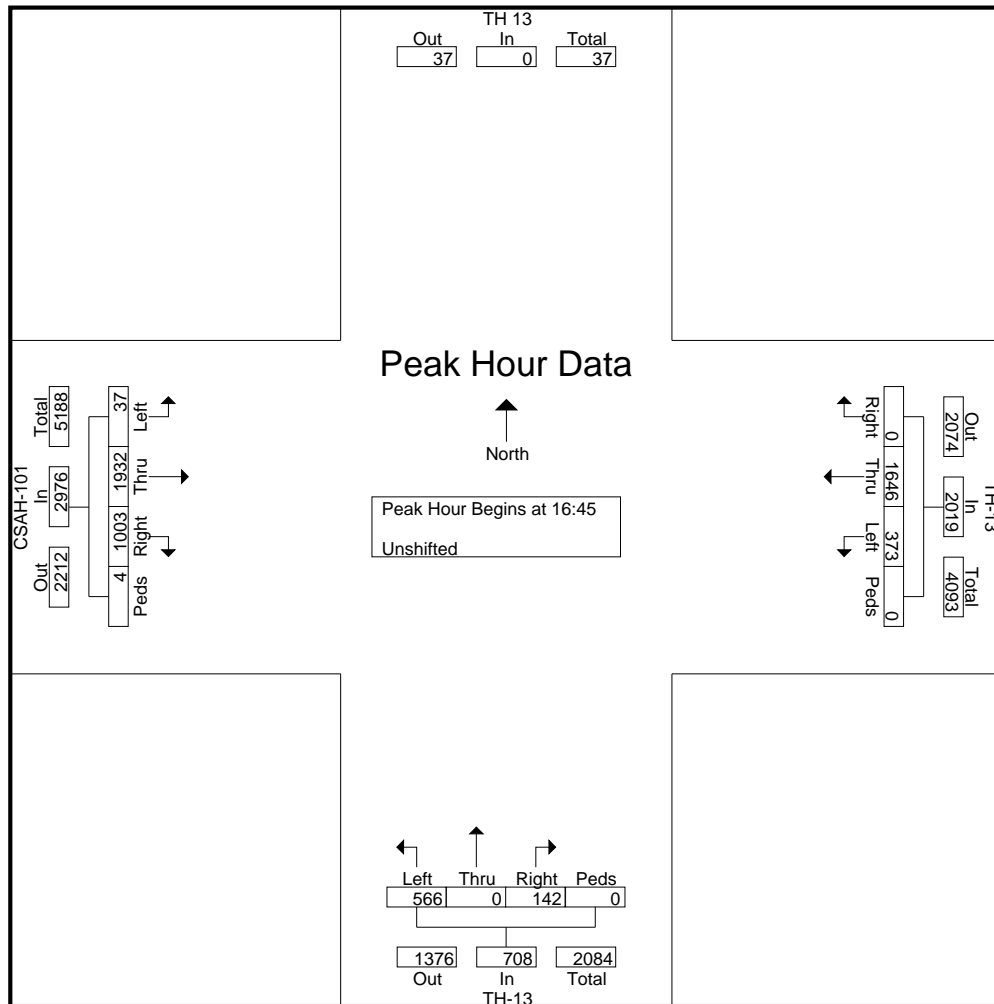 TH 13
Out In Total
37 0 37
Peak Hour Data
North
Peak Hour Begins at 16:45
Unshifted
CSAH-101
Total In Out
5188 2976 2212
37 1932 1003 4
Left Thru Right Peds
Right Thru Left Peds
0 1646 373 0
Out In Total
2074 2019 4093
TH-13
Left Thru Right Peds
566 0 142 0
1376 708 2084
Out In Total
TH-13